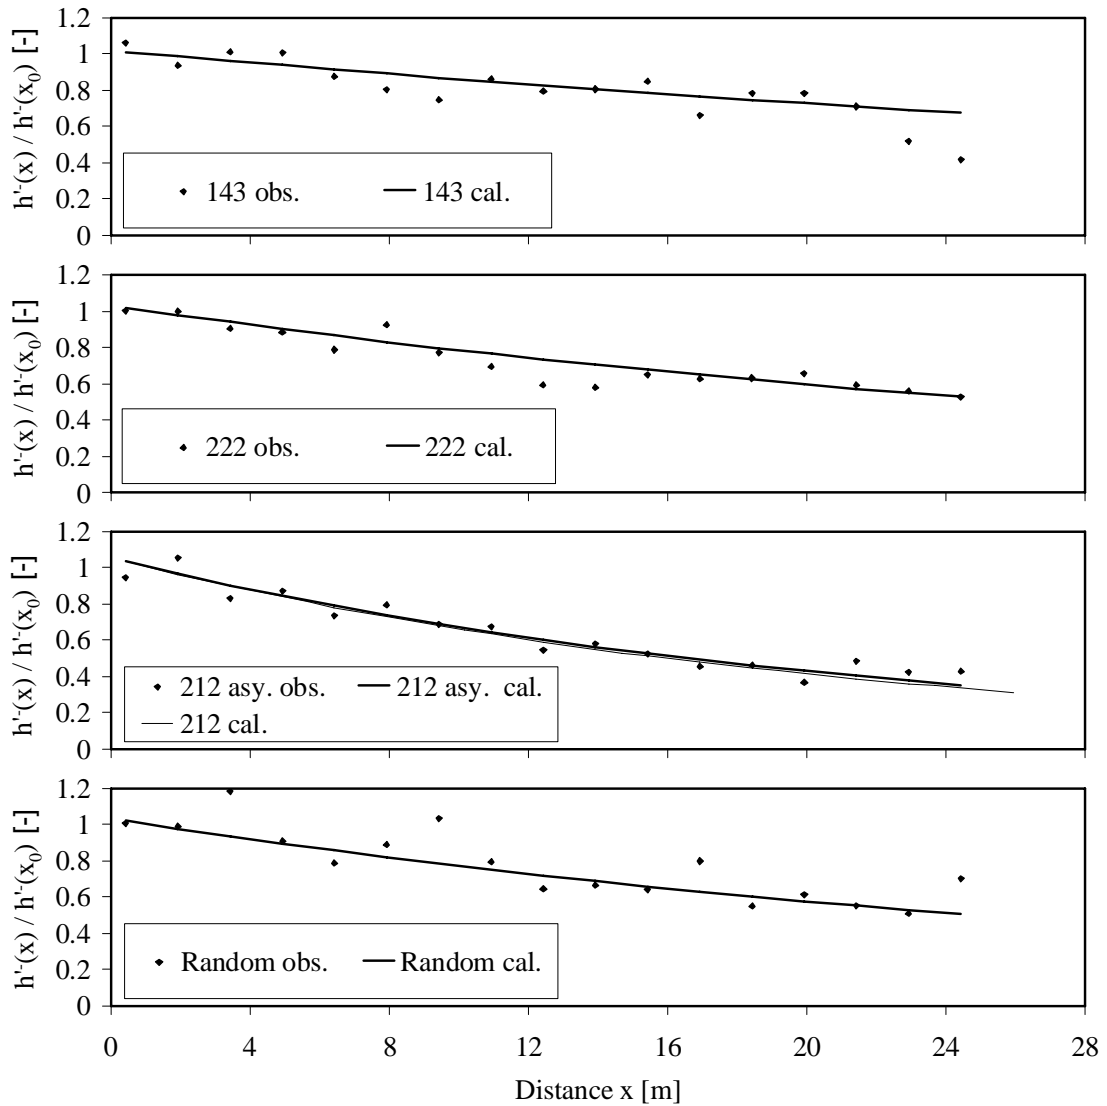 1.2
1
0.8
0.6
0.4
0.2
0
h'⁻(x) / h'⁻(x₀) [-]
143 obs. 143 cal.
1.2
1
0.8
0.6
0.4
0.2
0
h'⁻(x) / h'⁻(x₀) [-]
222 obs. 222 cal.
1.2
1
0.8
0.6
0.4
0.2
0
h'⁻(x) / h'⁻(x₀) [-]
212 asy. obs. 212 asy. cal.
212 cal.
1.2
1
0.8
0.6
0.4
0.2
0
h'⁻(x) / h'⁻(x₀) [-]
Random obs. Random cal.
0 4 8 12 16 20 24 28
Distance x [m]